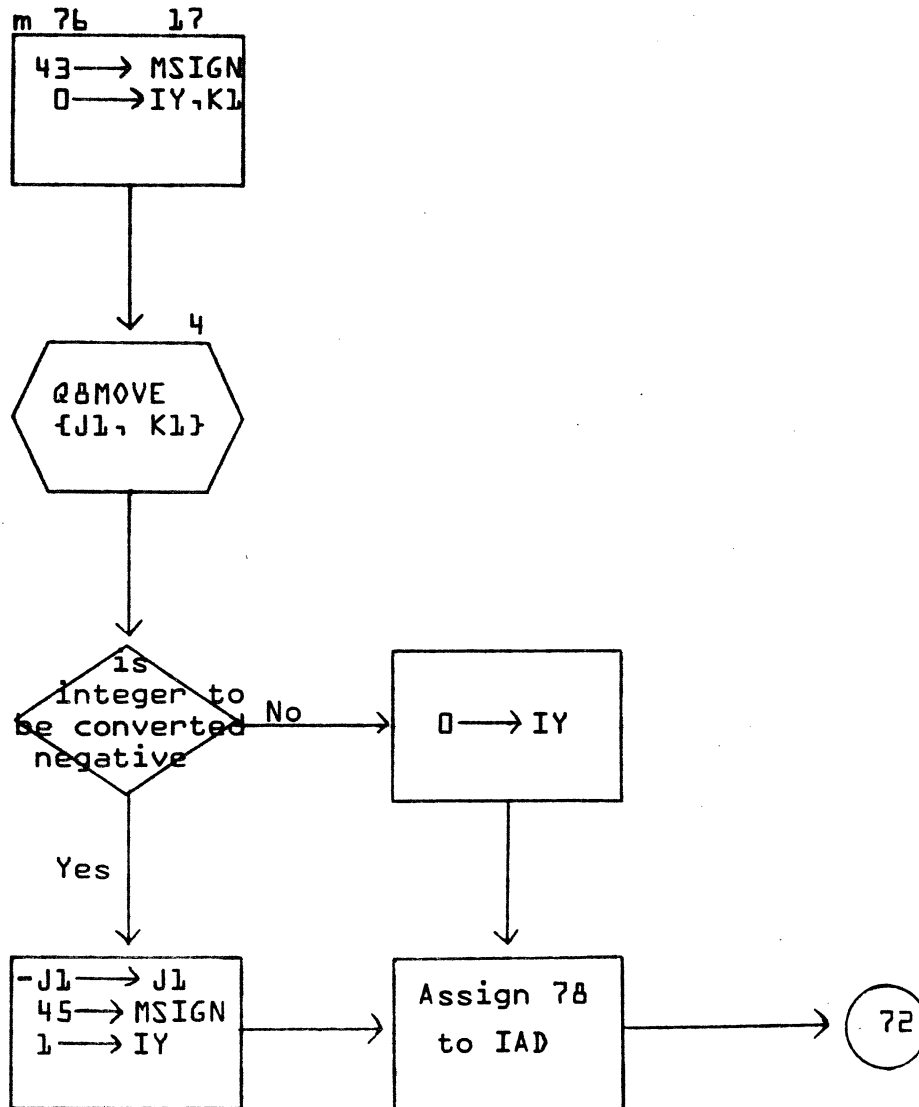 m 76 17
43→ MSIGN
0→IY,K1
4
Q8MOVE
{J1, K1}
is
integer to
be converted
negative
No
0→ IY
Yes
-J1→ J1
45→ MSIGN
1→ IY
Assign 78
to IAD
72